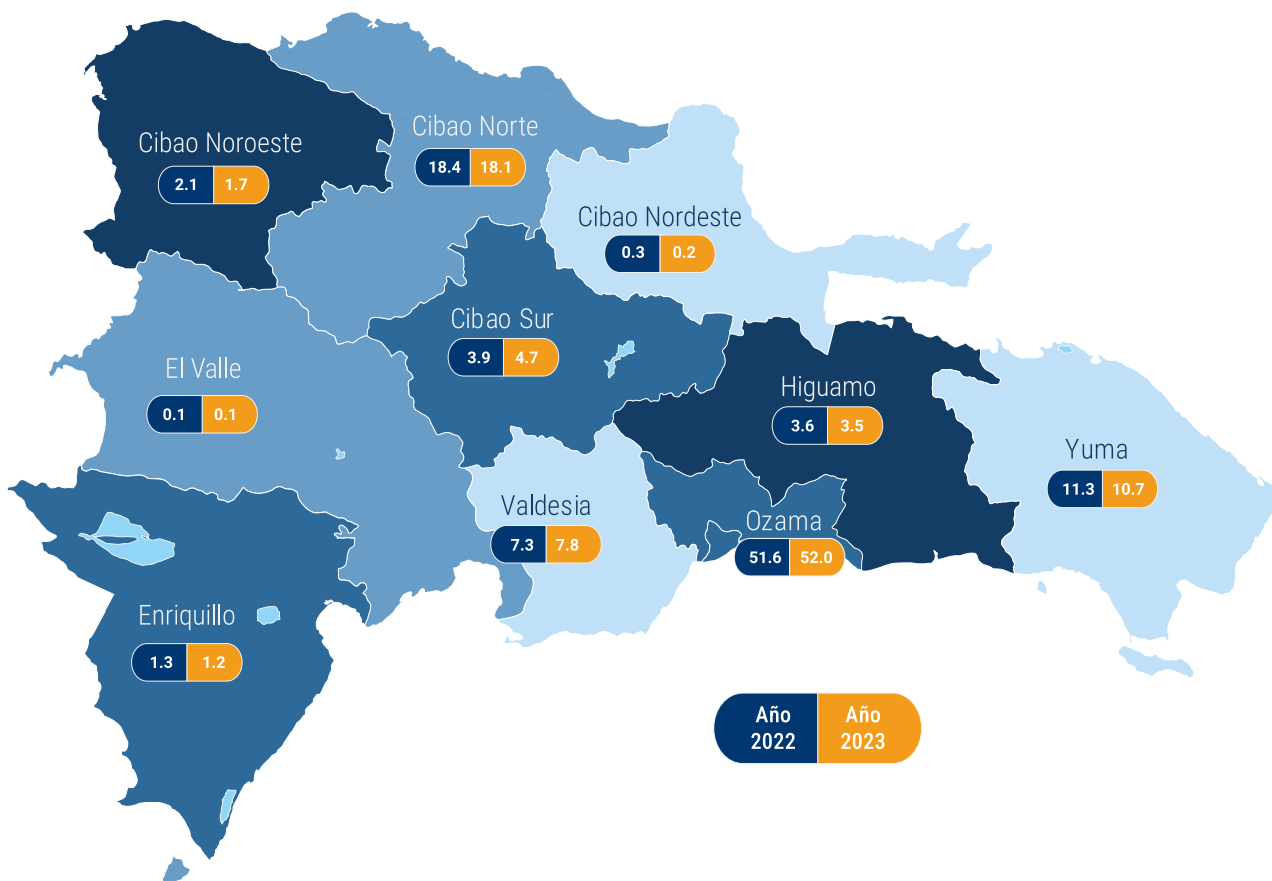 Cibao Noroeste
2.1 1.7
Cibao Norte
18.4 18.1
Cibao Nordeste
0.3 0.2
Cibao Sur
3.9 4.7
El Valle
0.1 0.1
Higuamo
3.6 3.5
Yuma
11.3 10.7
Valdesia
7.3 7.8
Ozama
51.6 52.0
Enriquillo
1.3 1.2
Año
2022
Año
2023